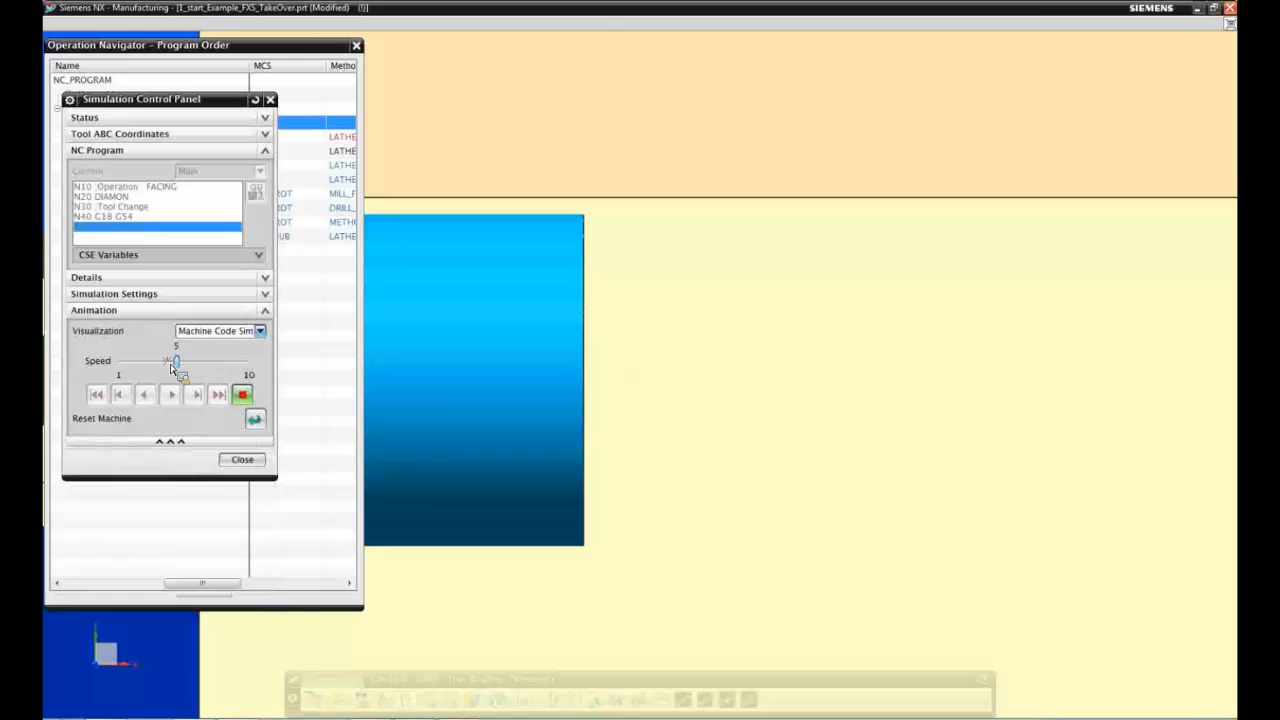 Siemens NX - Manufacturing - [1_start_Example_FXS_TakeOver.prt (Modified) (!)]
SIEMENS
Operation Navigator - Program Order
Name MCS Metho
NC_PROGRAM
Simulation Control Panel
Status
Tool ABC Coordinates
LATHE
NC Program
LATHE
LATHE
Current Main
LATHE
N10 ;Operation FACING
N20 DIAMON
N30 ;Tool Change
N40 G18 G54
ROT MILL_F
ROT DRILL_
ROT METHO
UB LATHE
CSE Variables
Details
Simulation Settings
Animation
Visualization Machine Code Sim
5
Speed
1 10
Reset Machine
Close